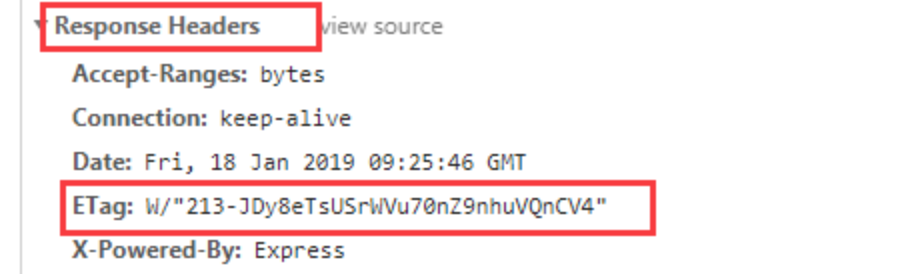 Response Headers view source
Accept-Ranges: bytes
Connection: keep-alive
Date: Fri, 18 Jan 2019 09:25:46 GMT
ETag: W/"213-JDy8eTsUSrWVu70nZ9nhuVQnCV4"
X-Powered-By: Express